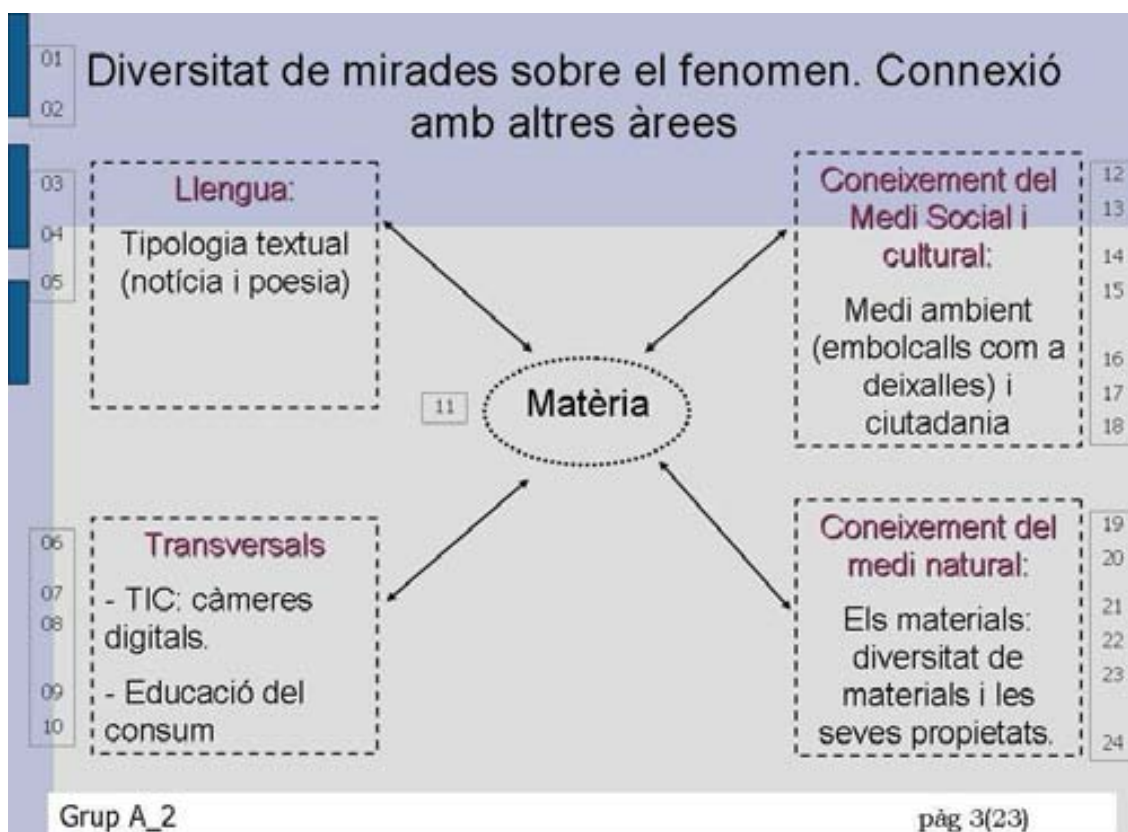 01
02
Diversitat de mirades sobre el fenomen. Connexió
amb altres àrees
03
04
05
Llengua:
Tipologia textual
(notícia i poesia)
12
13
14
15
16
17
18
Coneixement del
Medi Social i
cultural:
Medi ambient
(embolcalls com a
deixalles) i
ciutadania
11
Matèria
06
07
08
09
10
Transversals
- TIC: càmeres
digitals.
- Educació del
consum
19
20
21
22
23
24
Coneixement del
medi natural:
Els materials:
diversitat de
materials i les
seves propietats.
Grup A_2
pàg 3(23)